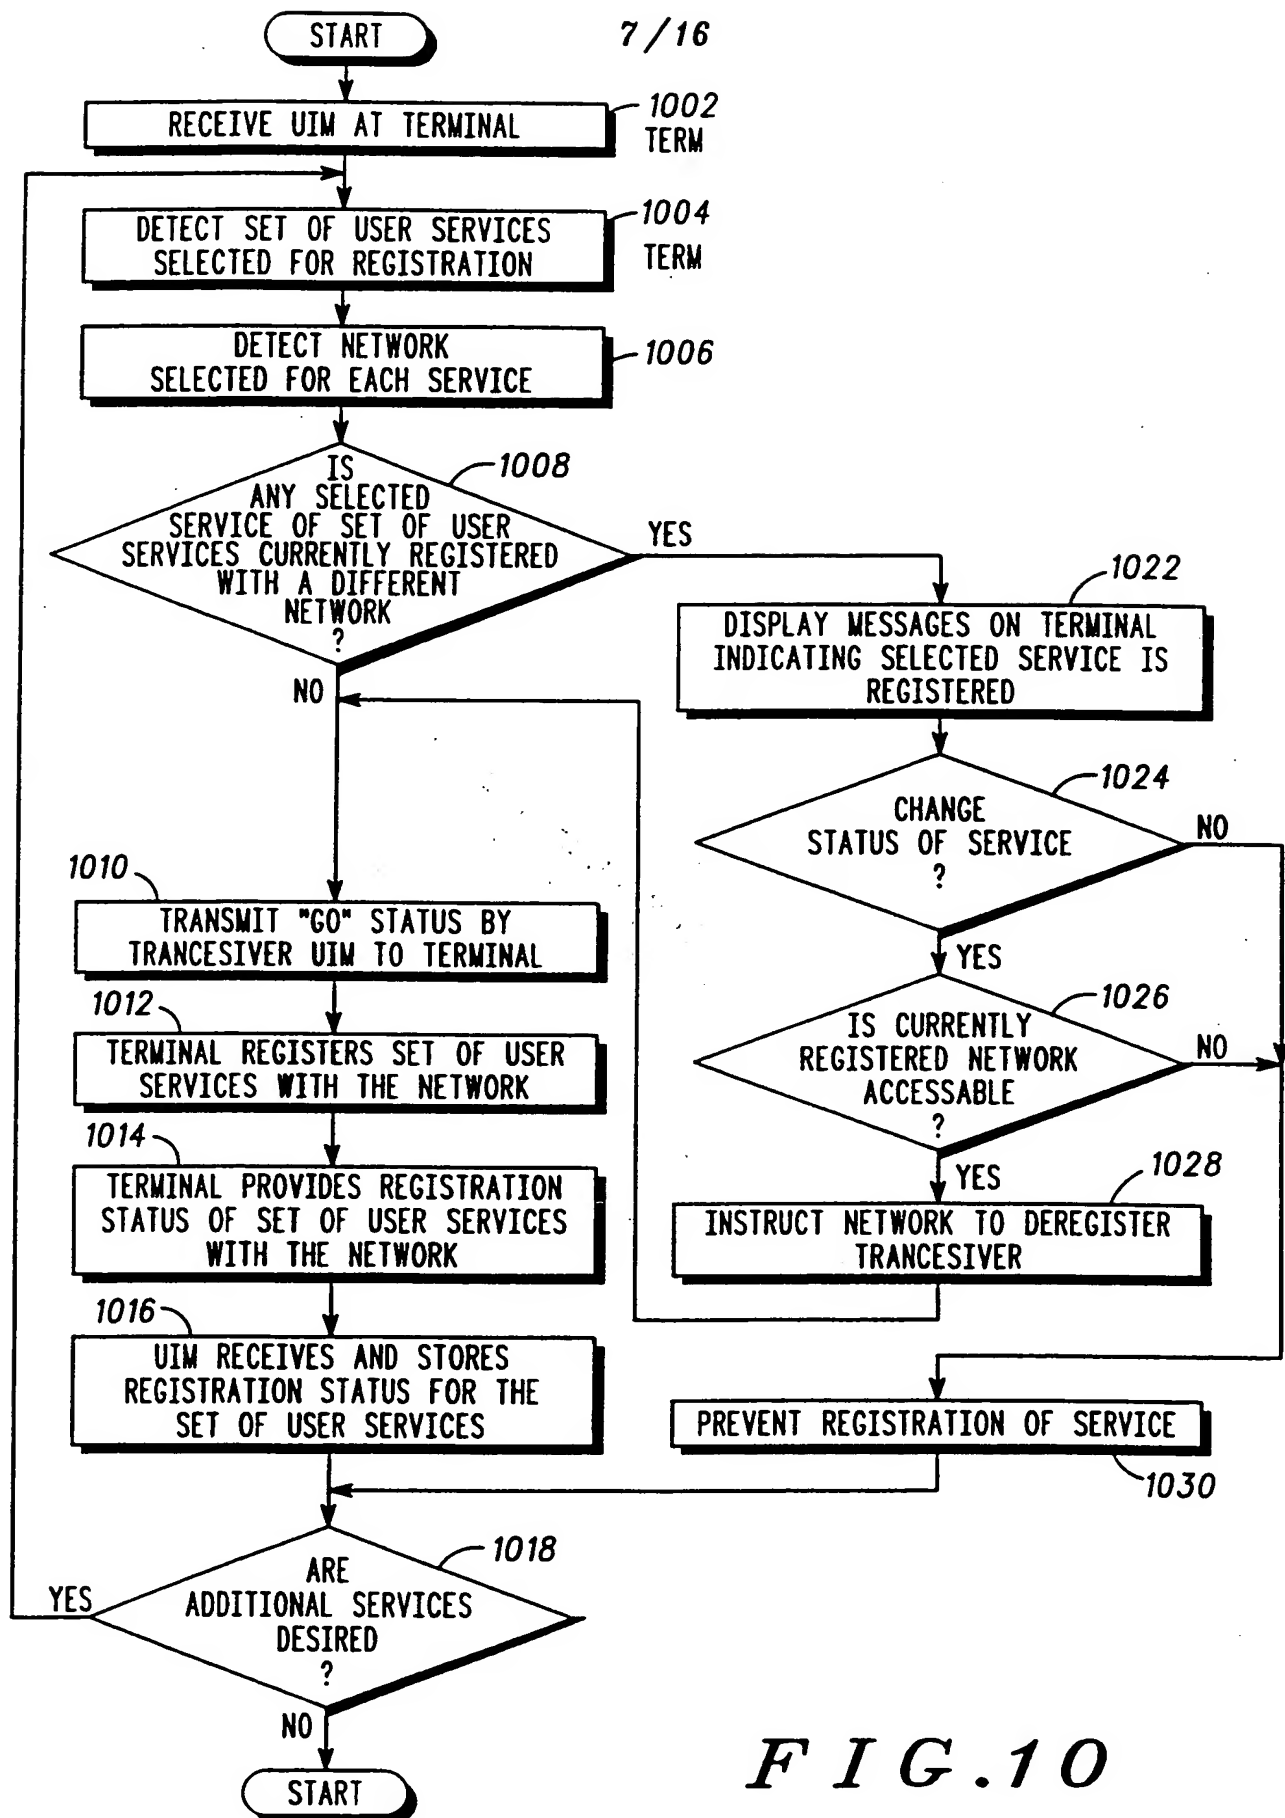 START
7/16
RECEIVE UIM AT TERMINAL
1002
TERM
DETECT SET OF USER SERVICES
SELECTED FOR REGISTRATION
1004
TERM
DETECT NETWORK
SELECTED FOR EACH SERVICE
1006
IS
ANY SELECTED
SERVICE OF SET OF USER
SERVICES CURRENTLY REGISTERED
WITH A DIFFERENT
NETWORK
?
1008
YES
NO
1022
DISPLAY MESSAGES ON TERMINAL
INDICATING SELECTED SERVICE IS
REGISTERED
1024
CHANGE
STATUS OF SERVICE
?
NO
YES
1026
IS CURRENTLY
REGISTERED NETWORK
ACCESSABLE
?
NO
YES
1028
INSTRUCT NETWORK TO DEREGISTER
TRANCESIVER
1010
TRANSMIT "GO" STATUS BY
TRANCESIVER UIM TO TERMINAL
1012
TERMINAL REGISTERS SET OF USER
SERVICES WITH THE NETWORK
1014
TERMINAL PROVIDES REGISTRATION
STATUS OF SET OF USER SERVICES
WITH THE NETWORK
1016
UIM RECEIVES AND STORES
REGISTRATION STATUS FOR THE
SET OF USER SERVICES
PREVENT REGISTRATION OF SERVICE
1030
1018
ARE
ADDITIONAL SERVICES
DESIRED
?
YES
NO
START
FIG.10